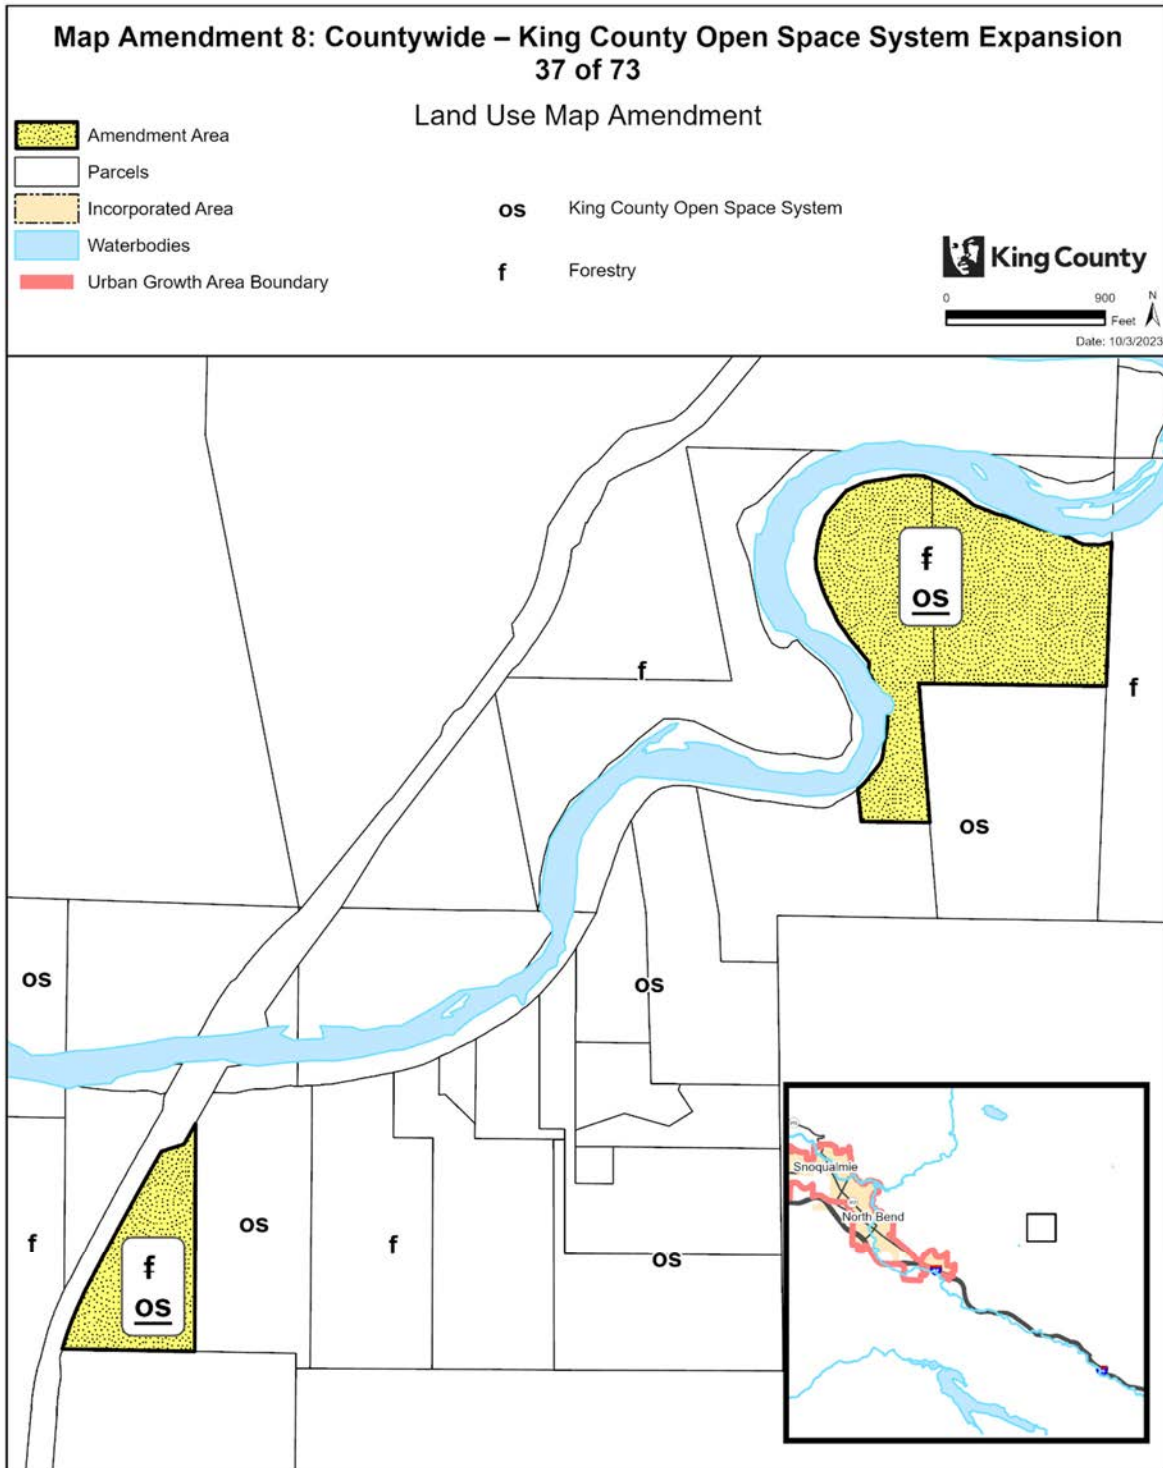 Map Amendment 8: Countywide – King County Open Space System Expansion
37 of 73
Land Use Map Amendment
Amendment Area
Parcels
Incorporated Area
Waterbodies
Urban Growth Area Boundary
os King County Open Space System
f Forestry
King County
0 900
Feet
N
Date: 10/3/2023
f
os
f
f
os
os
os
f
os
f
os
f
os
Snoqualmie
North Bend